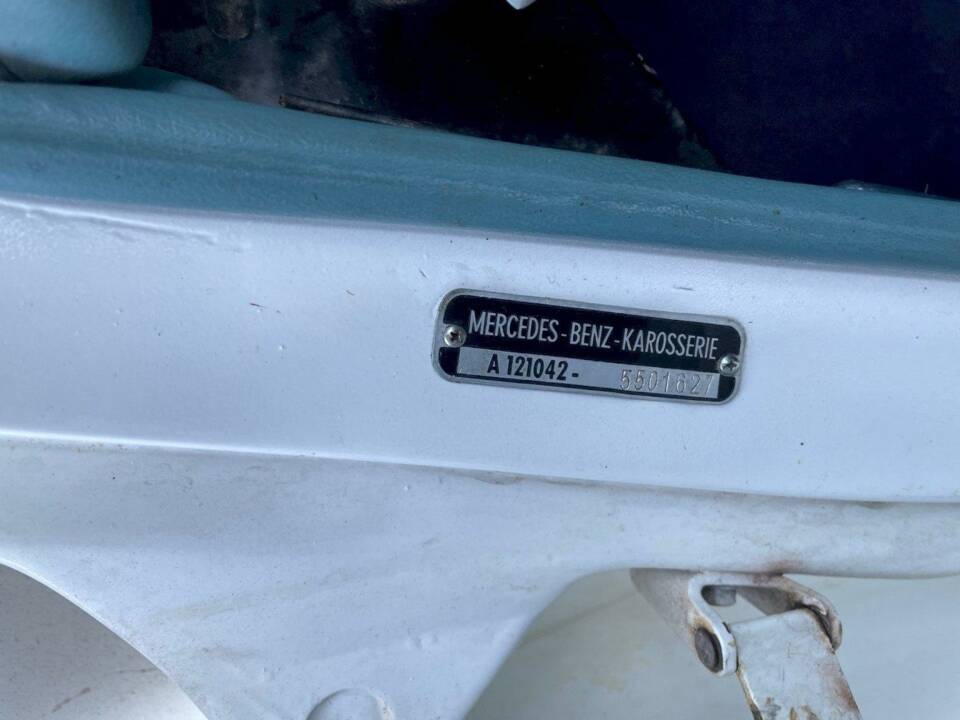 MERCEDES-BENZ-KAROSSERIE
A 121042- 5501627